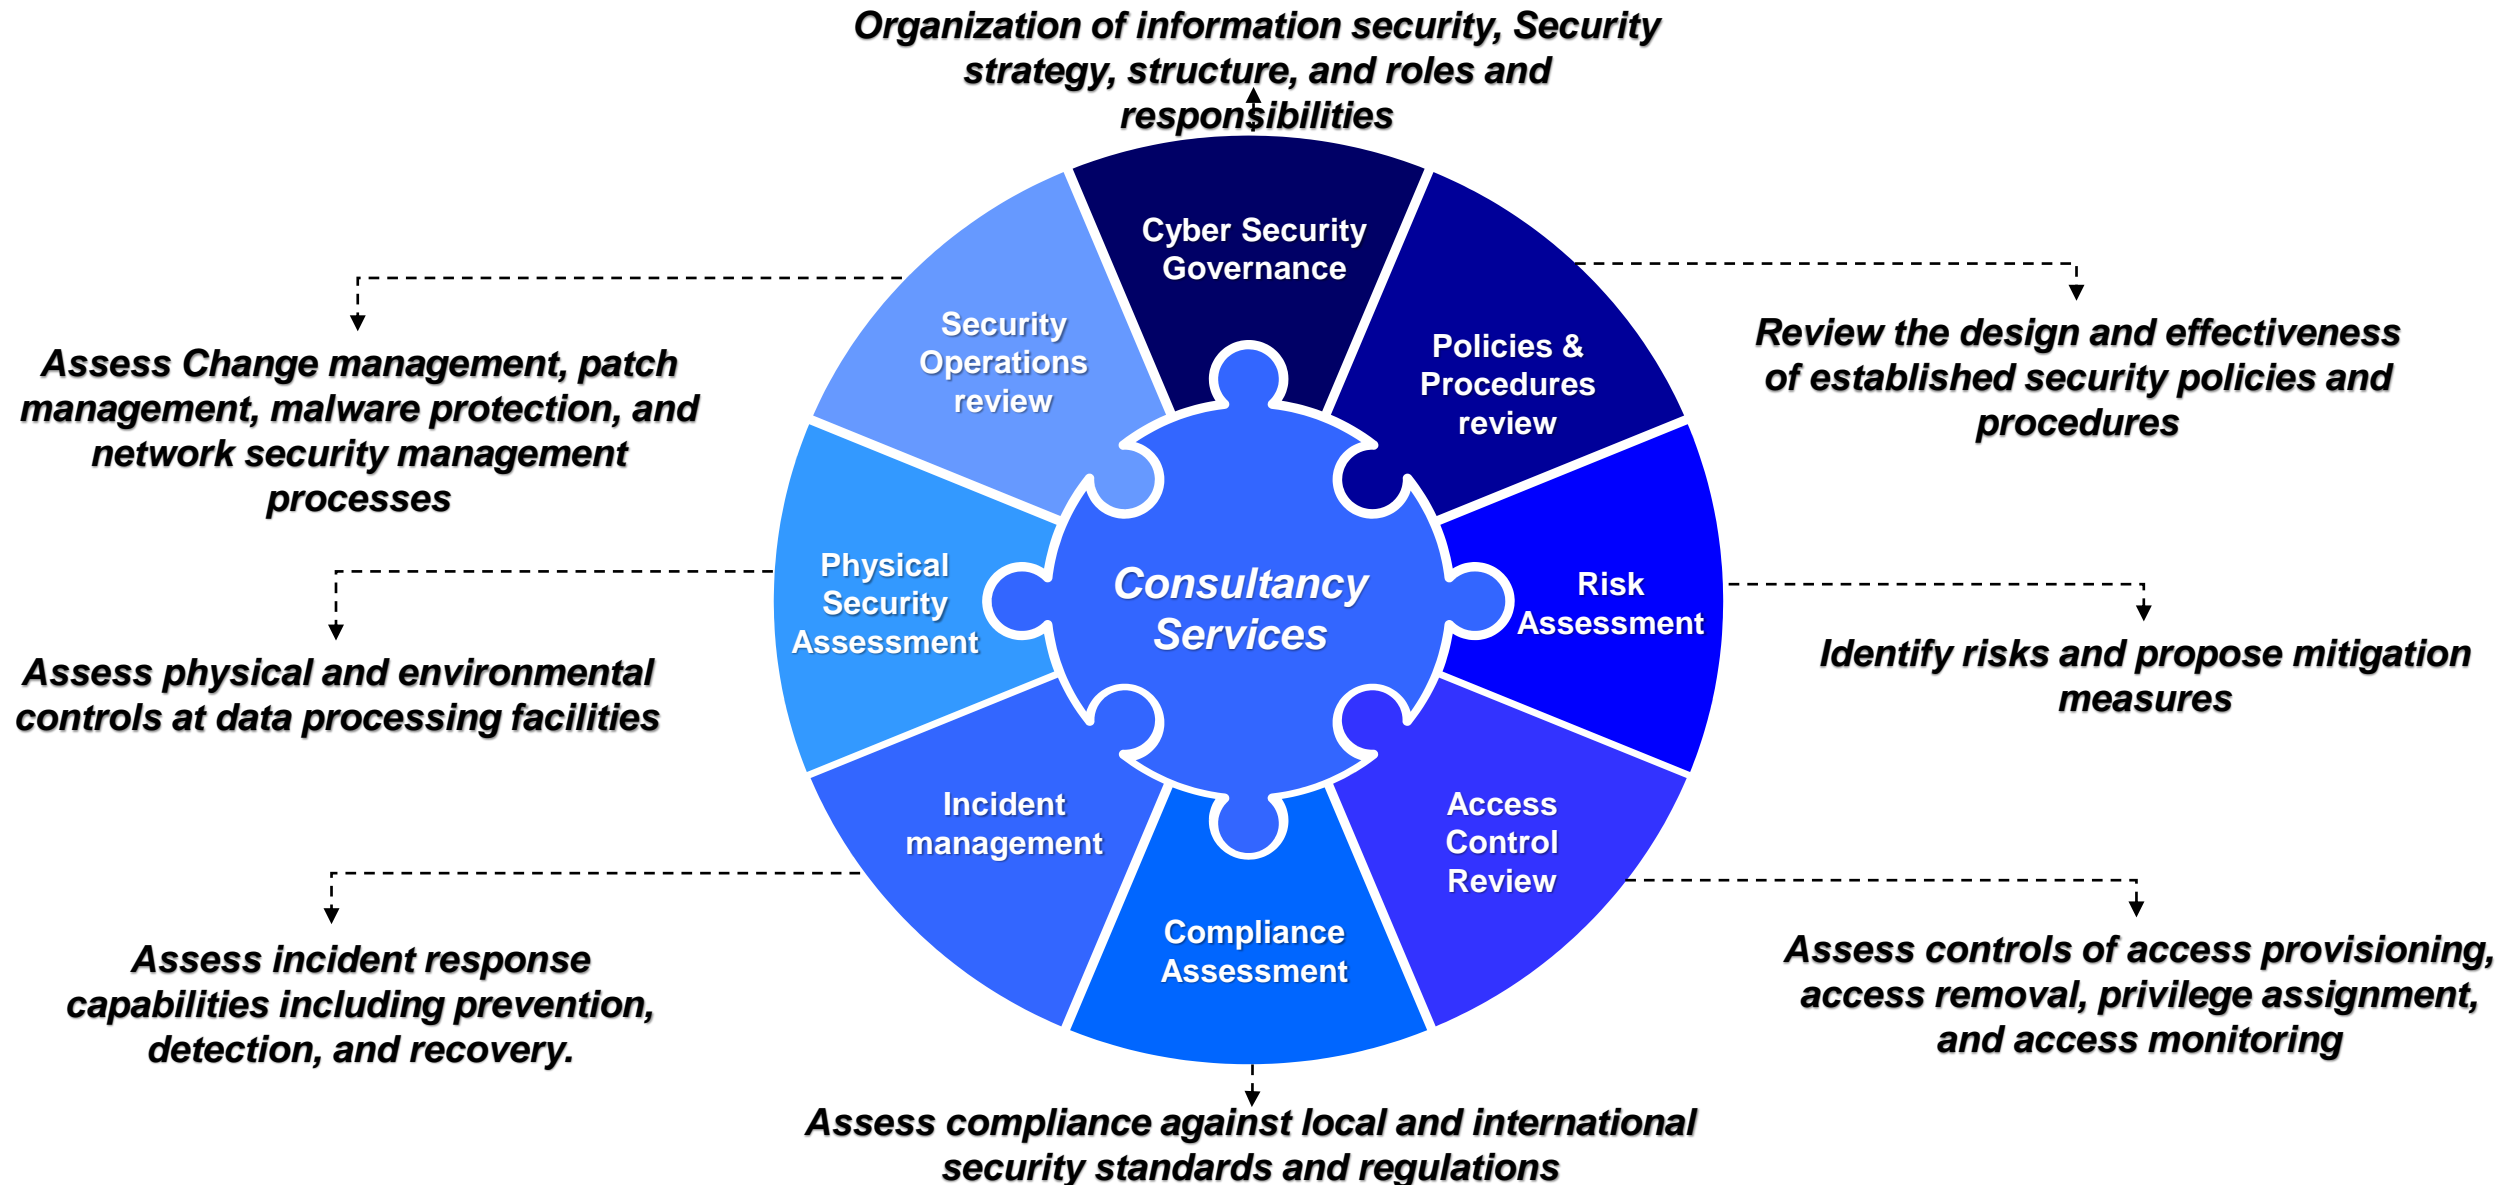 Organization of information security, Security
strategy, structure, and roles and
responsibilities
Cyber Security
Governance
Policies &
Procedures
review
Review the design and effectiveness
of established security policies and
procedures
Risk
Assessment
Identify risks and propose mitigation
measures
Access
Control
Review
Assess controls of access provisioning,
access removal, privilege assignment,
and access monitoring
Compliance
Assessment
Assess compliance against local and international
security standards and regulations
Incident
management
Assess incident response
capabilities including prevention,
detection, and recovery.
Physical
Security
Assessment
Assess physical and environmental
controls at data processing facilities
Security
Operations
review
Assess Change management, patch
management, malware protection, and
network security management
processes
Consultancy
Services